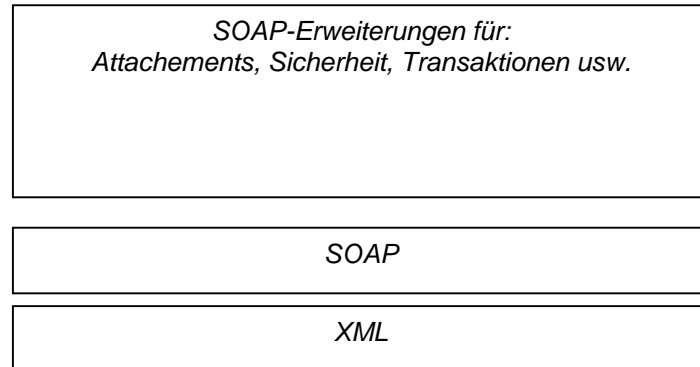 SOAP-Erweiterungen für:
Attachements, Sicherheit, Transaktionen usw.
SOAP
XML